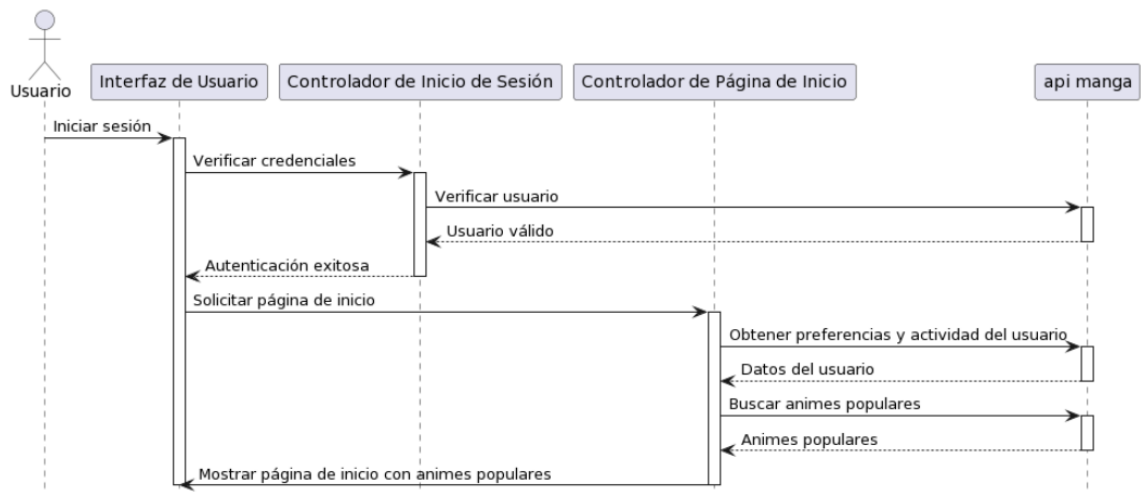 Usuario
Interfaz de Usuario
Controlador de Inicio de Sesión
Controlador de Página de Inicio
api manga
Iniciar sesión
Verificar credenciales
Verificar usuario
Usuario válido
Autenticación exitosa
Solicitar página de inicio
Obtener preferencias y actividad del usuario
Datos del usuario
Buscar animes populares
Animes populares
Mostrar página de inicio con animes populares